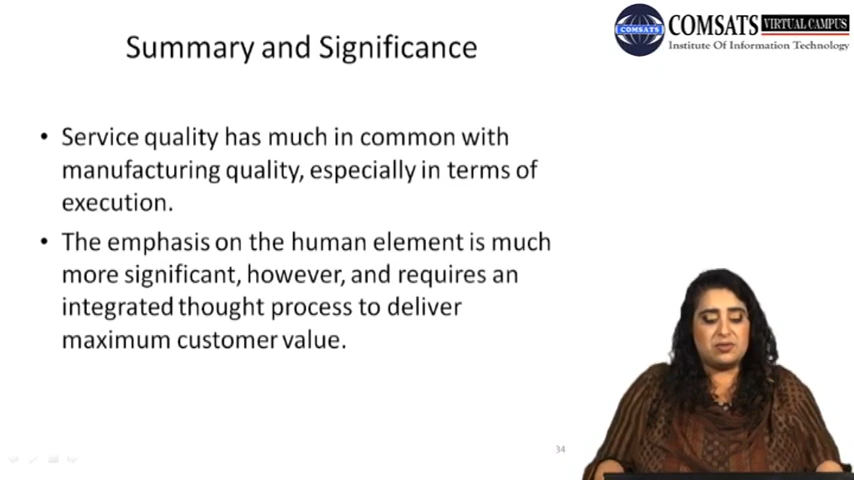 COMSATS VIRTUAL CAMPUS
COMSATS
Institute Of Information Technology
Summary and Significance
• Service quality has much in common with
manufacturing quality, especially in terms of
execution.
• The emphasis on the human element is much
more significant, however, and requires an
integrated thought process to deliver
maximum customer value.
34